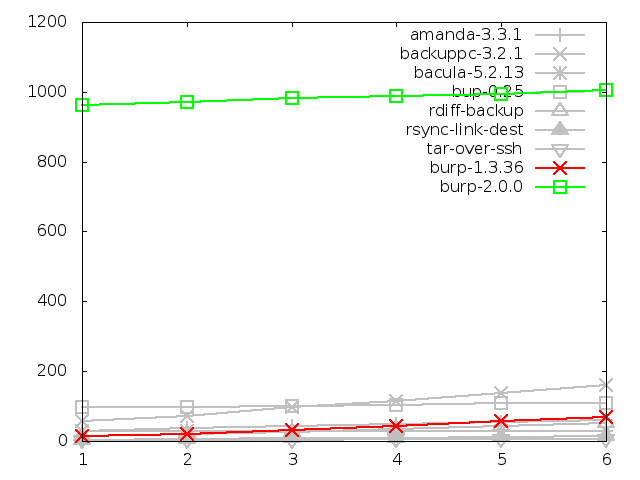 1200
1000
800
600
400
200
0
1 2 3 4 5 6
amanda-3.3.1
backuppc-3.2.1
bacula-5.2.13
bup-0.25
rdiff-backup
rsync-link-dest
tar-over-ssh
burp-1.3.36
burp-2.0.0